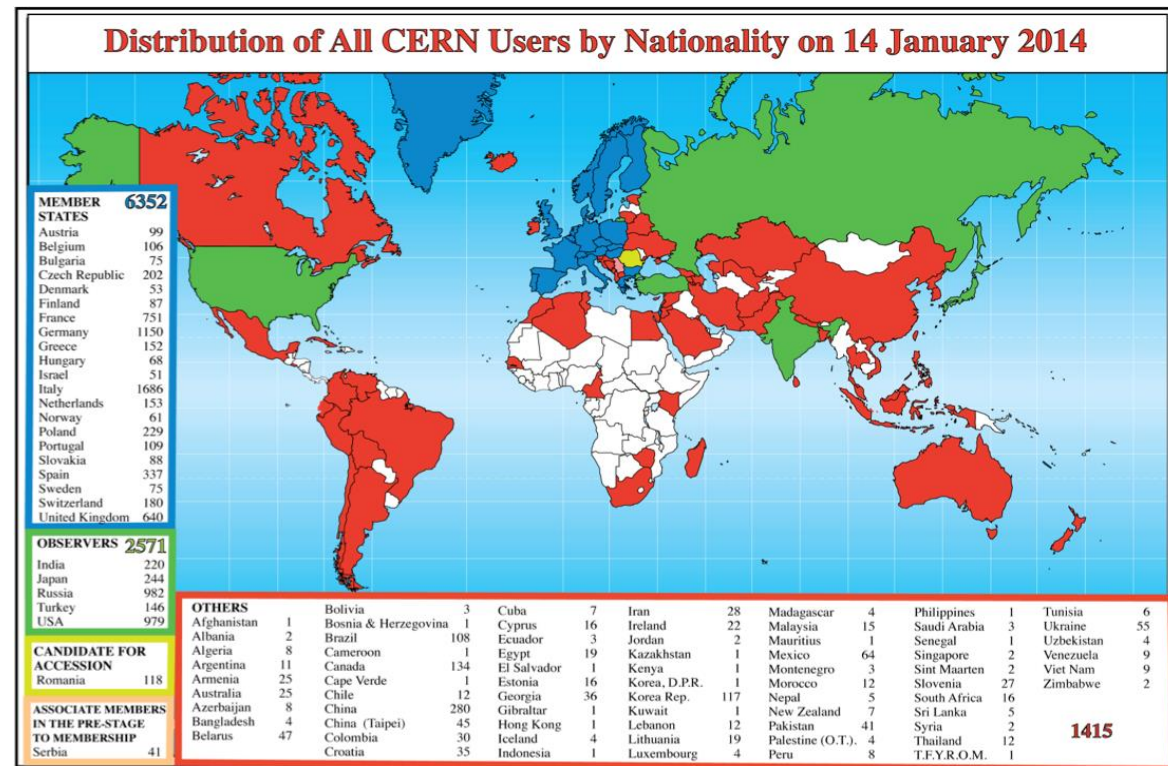 Distribution of All CERN Users by Nationality on 14 January 2014
MEMBER STATES 6352
Austria 99
Belgium 106
Bulgaria 75
Czech Republic 202
Denmark 53
Finland 87
France 751
Germany 1150
Greece 152
Hungary 68
Israel 51
Italy 1686
Netherlands 153
Norway 61
Poland 229
Portugal 109
Slovakia 88
Spain 337
Sweden 75
Switzerland 180
United Kingdom 640
OBSERVERS 2571
India 220
Japan 244
Russia 982
Turkey 146
USA 979
CANDIDATE FOR
ACCESSION
Romania 118
ASSOCIATE MEMBERS
IN THE PRE-STAGE
TO MEMBERSHIP
Serbia 41
OTHERS
Afghanistan 1
Albania 2
Algeria 8
Argentina 11
Armenia 25
Australia 25
Azerbaijan 8
Bangladesh 4
Belarus 47
Bolivia 3
Bosnia & Herzegovina 1
Brazil 108
Cameroon 1
Canada 134
Cape Verde 1
Chile 12
China 280
China (Taipei) 45
Colombia 30
Croatia 35
Cuba 7
Cyprus 16
Ecuador 3
Egypt 19
El Salvador 1
Estonia 16
Georgia 36
Gibraltar 1
Hong Kong 1
Iceland 4
Indonesia 1
Iran 28
Ireland 22
Jordan 2
Kazakhstan 1
Kenya 1
Korea, D.P.R. 1
Korea Rep. 117
Kuwait 1
Lebanon 12
Lithuania 19
Luxembourg 4
Madagascar 4
Malaysia 15
Mauritius 1
Mexico 64
Montenegro 3
Morocco 12
Nepal 5
New Zealand 7
Pakistan 41
Palestine (O.T.). 4
Peru 8
Philippines 1
Saudi Arabia 3
Senegal 1
Singapore 2
Sint Maarten 2
Slovenia 27
South Africa 16
Sri Lanka 5
Syria 2
Thailand 12
T.F.Y.R.O.M. 1
Tunisia 6
Ukraine 55
Uzbekistan 4
Venezuela 9
Viet Nam 9
Zimbabwe 2
1415